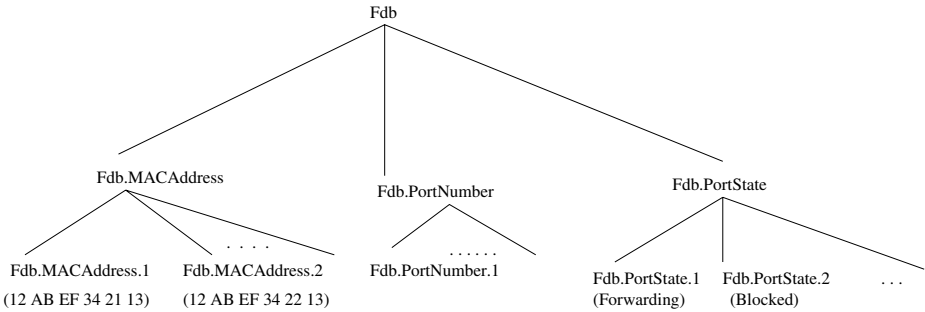 Fdb
Fdb.MACAddress
Fdb.PortNumber
Fdb.PortState
. . . .
Fdb.MACAddress.1
Fdb.MACAddress.2
. . . . . .
Fdb.PortNumber.1
Fdb.PortState.1
Fdb.PortState.2
. . .
(12 AB EF 34 21 13)
(12 AB EF 34 22 13)
(Forwarding)
(Blocked)